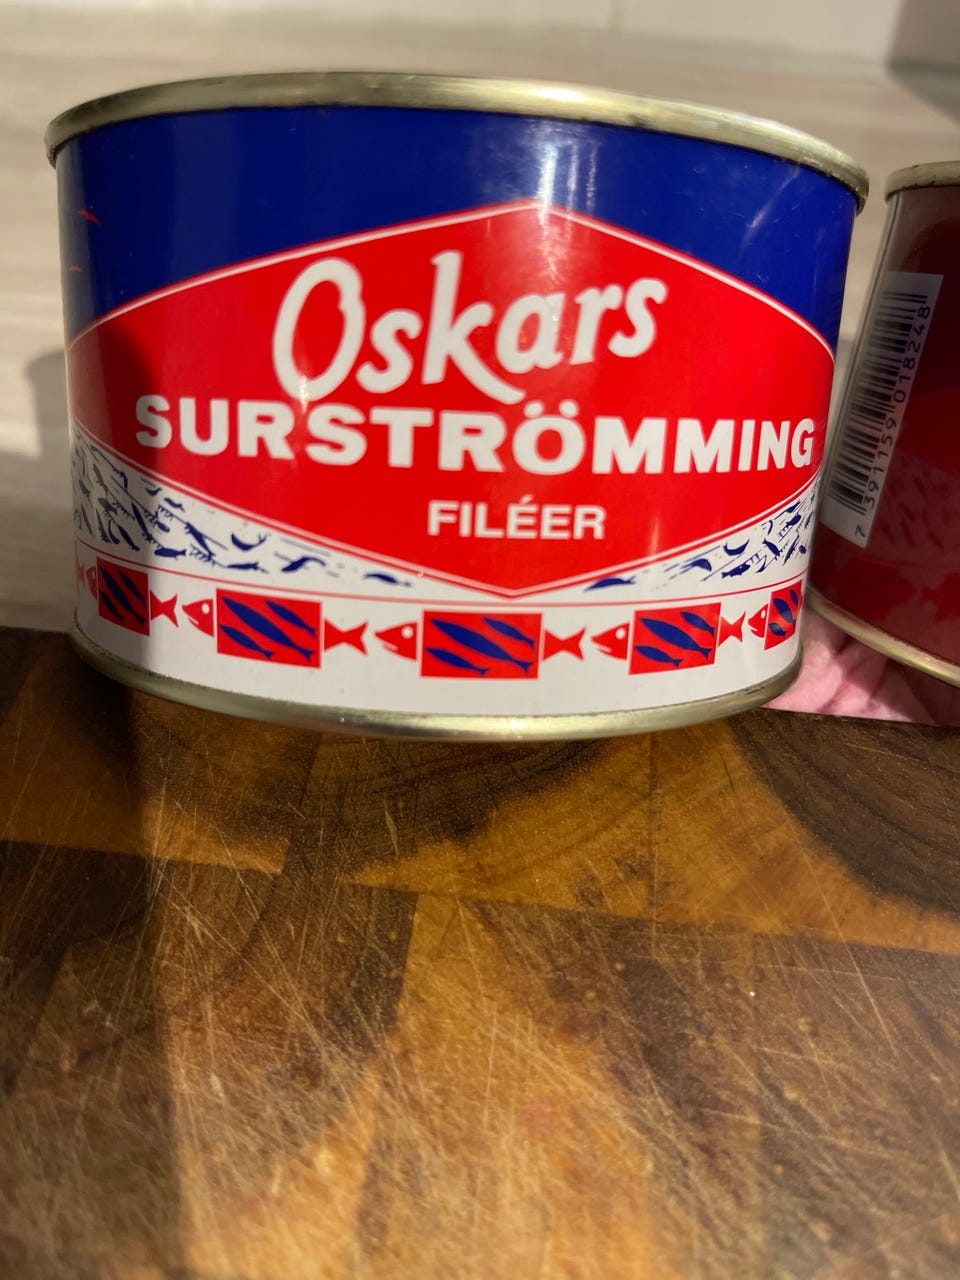 Oskars
SURSTRÖMMING
FILÉER
7 391159 018248